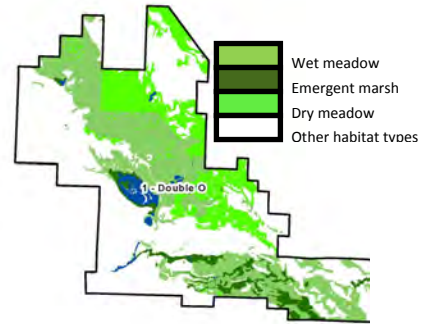 Wet meadow
Emergent marsh
Dry meadow
Other habitat types
1 - Double O